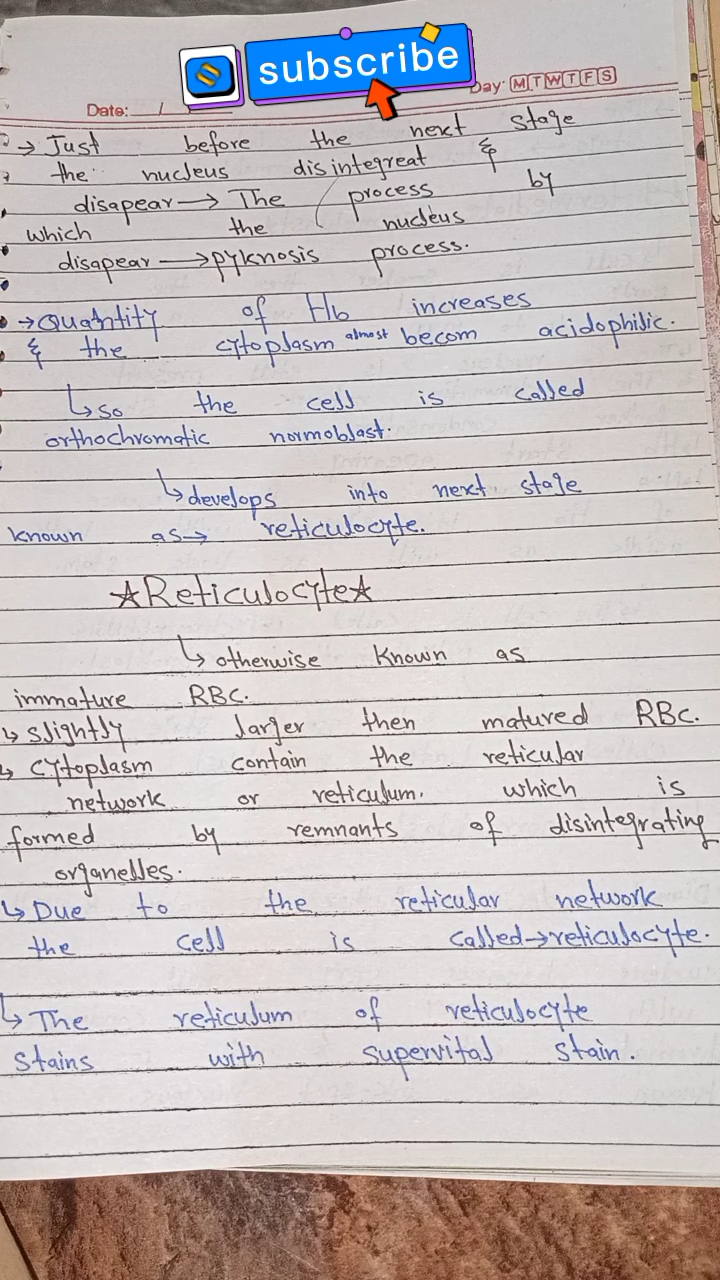 subscribe
Day: M T W T F S
Date: / /
→ Just before the next stage
the nucleus disintegreat &
disapear → The process by
which the nucleus
disapear → pyknosis process.
→ Quantity of Hb increases
& the cytoplasm almost becom acidophilic.
↳ so the cell is called
orthochromatic normoblast.
↳ develops into next stage
known as → reticulocyte.
☆Reticulocyte☆
↳ otherwise known as
immature RBC.
↳ slightly larger then matured RBC.
↳ cytoplasm contain the reticular
network or reticulum. which is
formed by remnants of disintegrating
organelles.
↳ Due to the reticular network
the cell is called → reticulocyte.
↳ The reticulum of reticulocyte
stains with supervital stain.